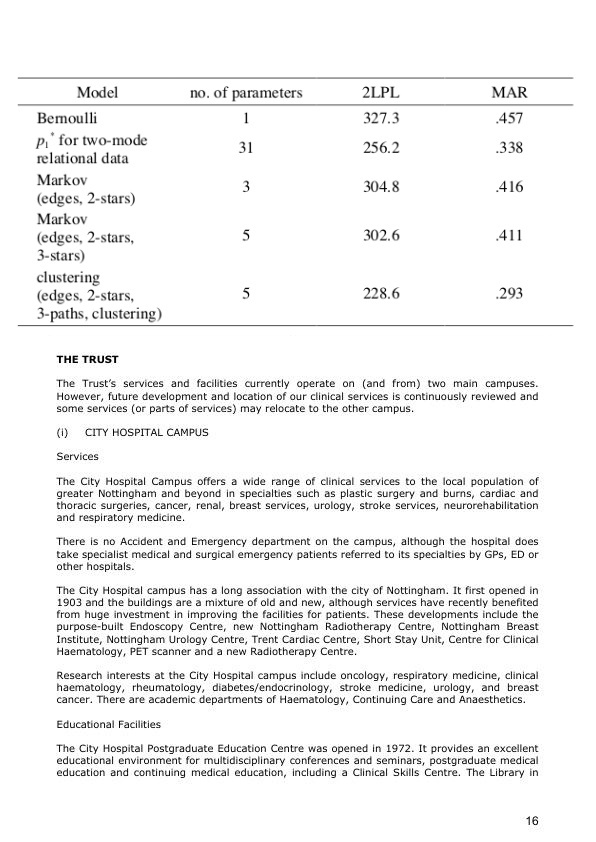 Model no. of parameters 2LPL MAR
Bernoulli 1 327.3 .457
p1* for two-mode
relational data 31 256.2 .338
Markov
(edges, 2-stars) 3 304.8 .416
Markov
(edges, 2-stars,
3-stars) 5 302.6 .411
clustering
(edges, 2-stars,
3-paths, clustering) 5 228.6 .293
THE TRUST
The Trust's services and facilities currently operate on (and from) two main campuses.
However, future development and location of our clinical services is continuously reviewed and
some services (or parts of services) may relocate to the other campus.
(i) CITY HOSPITAL CAMPUS
Services
The City Hospital Campus offers a wide range of clinical services to the local population of
greater Nottingham and beyond in specialties such as plastic surgery and burns, cardiac and
thoracic surgeries, cancer, renal, breast services, urology, stroke services, neurorehabilitation
and respiratory medicine.
There is no Accident and Emergency department on the campus, although the hospital does
take specialist medical and surgical emergency patients referred to its specialties by GPs, ED or
other hospitals.
The City Hospital campus has a long association with the city of Nottingham. It first opened in
1903 and the buildings are a mixture of old and new, although services have recently benefited
from huge investment in improving the facilities for patients. These developments include the
purpose-built Endoscopy Centre, new Nottingham Radiotherapy Centre, Nottingham Breast
Institute, Nottingham Urology Centre, Trent Cardiac Centre, Short Stay Unit, Centre for Clinical
Haematology, PET scanner and a new Radiotherapy Centre.
Research interests at the City Hospital campus include oncology, respiratory medicine, clinical
haematology, rheumatology, diabetes/endocrinology, stroke medicine, urology, and breast
cancer. There are academic departments of Haematology, Continuing Care and Anaesthetics.
Educational Facilities
The City Hospital Postgraduate Education Centre was opened in 1972. It provides an excellent
educational environment for multidisciplinary conferences and seminars, postgraduate medical
education and continuing medical education, including a Clinical Skills Centre. The Library in
16